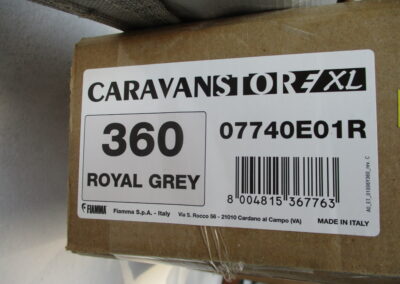 CARAVANSTORE XL
360
ROYAL GREY
07740E01R
8 004815 367763
FIAMMA
Fiamma S.p.A. - Italy
Via S. Rocco 56 - 21010 Cardano al Campo (VA)
MADE IN ITALY